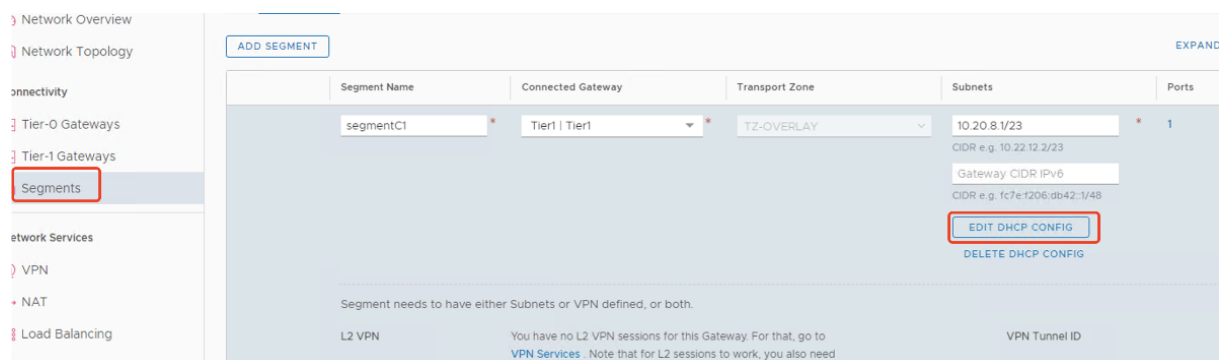 Network Overview
Network Topology
onnectivity
Tier-0 Gateways
Tier-1 Gateways
Segments
etwork Services
VPN
NAT
Load Balancing
ADD SEGMENT
EXPAND
Segment Name Connected Gateway Transport Zone Subnets Ports
segmentC1 * Tier1 | Tier1 * TZ-OVERLAY 10.20.8.1/23 * 1
CIDR e.g. 10.22.12.2/23
Gateway CIDR IPv6
CIDR e.g. fc7e:f206:db42::1/48
EDIT DHCP CONFIG
DELETE DHCP CONFIG
Segment needs to have either Subnets or VPN defined, or both.
L2 VPN You have no L2 VPN sessions for this Gateway. For that, go to VPN Tunnel ID
VPN Services . Note that for L2 sessions to work, you also need